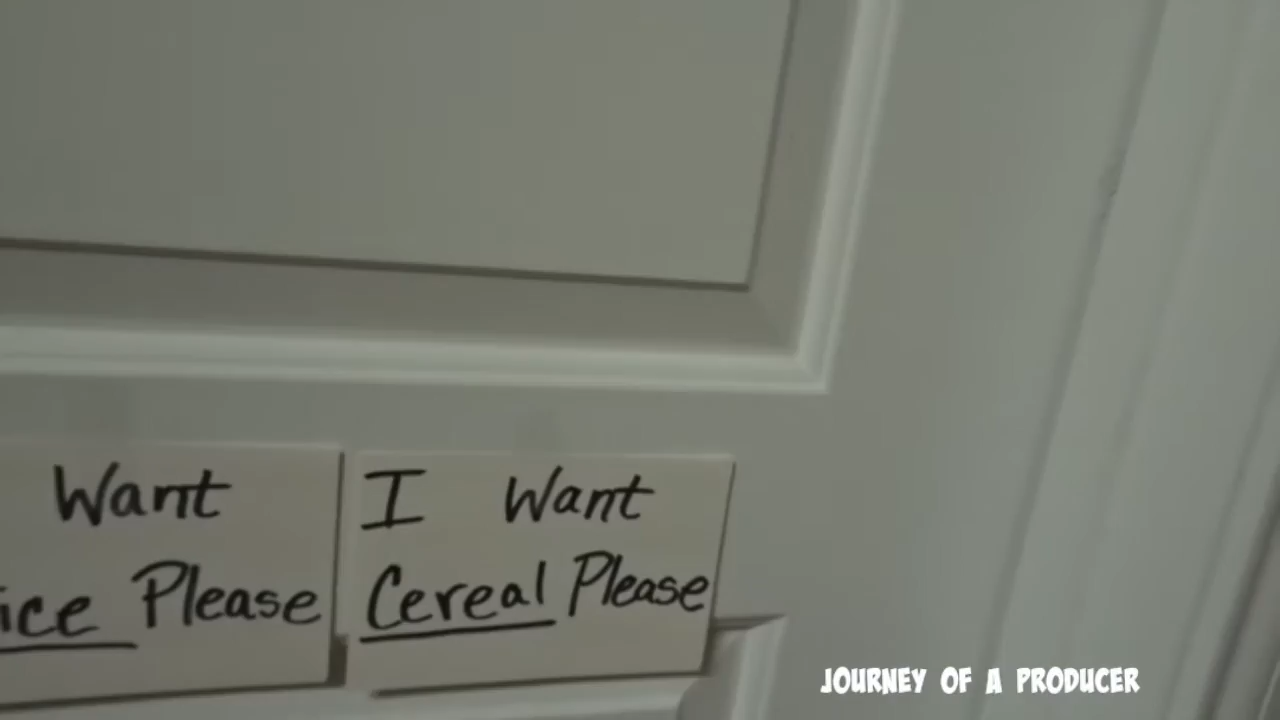 Want
Please
I Want
Cereal Please
JOURNEY OF A PRODUCER